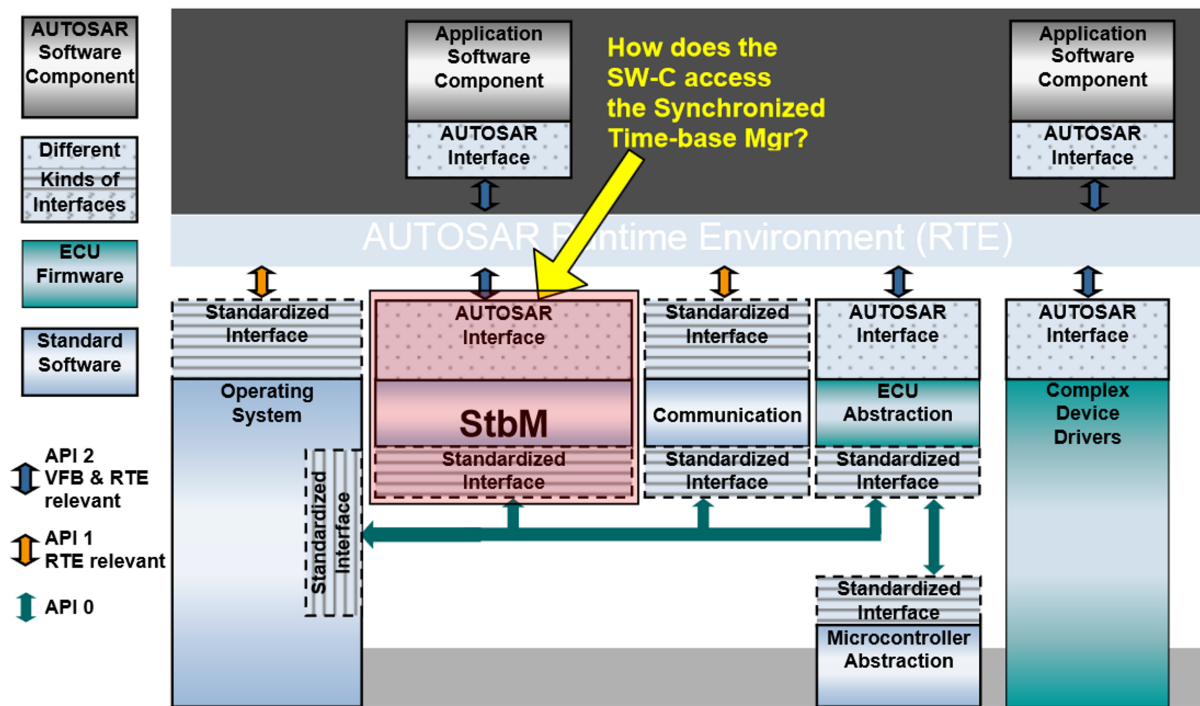 AUTOSAR
Software
Component
Different
Kinds of
Interfaces
ECU
Firmware
Standard
Software
API 2
VFB & RTE
relevant
API 1
RTE relevant
API 0
Application
Software
Component
AUTOSAR
Interface
How does the
SW-C access
the Synchronized
Time-base Mgr?
Application
Software
Component
AUTOSAR
Interface
AUTOSAR Runtime Environment (RTE)
Standardized
Interface
Operating
System
Standardized
Interface
AUTOSAR
Interface
StbM
Standardized
Interface
Standardized
Interface
Communication
Standardized
Interface
AUTOSAR
Interface
ECU
Abstraction
Standardized
Interface
Standardized
Interface
Microcontroller
Abstraction
AUTOSAR
Interface
Complex
Device
Drivers